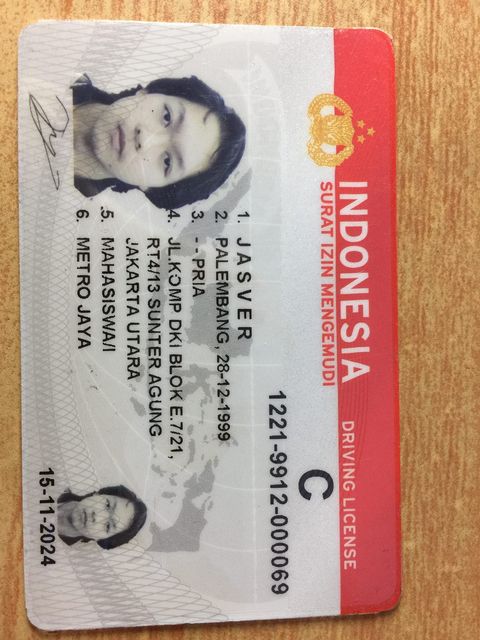 INDONESIA
SURAT IZIN MENGEMUDI
DRIVING LICENSE
C
1221-9912-000069
1. JASVER
2. PALEMBANG, 28-12-1999
3. - - PRIA
4. JL.KOMP DKI BLOK E.7/21,
RT4/13 SUNTER AGUNG
JAKARTA UTARA
5. MAHASISWA/I
6. METRO JAYA
15-11-2024